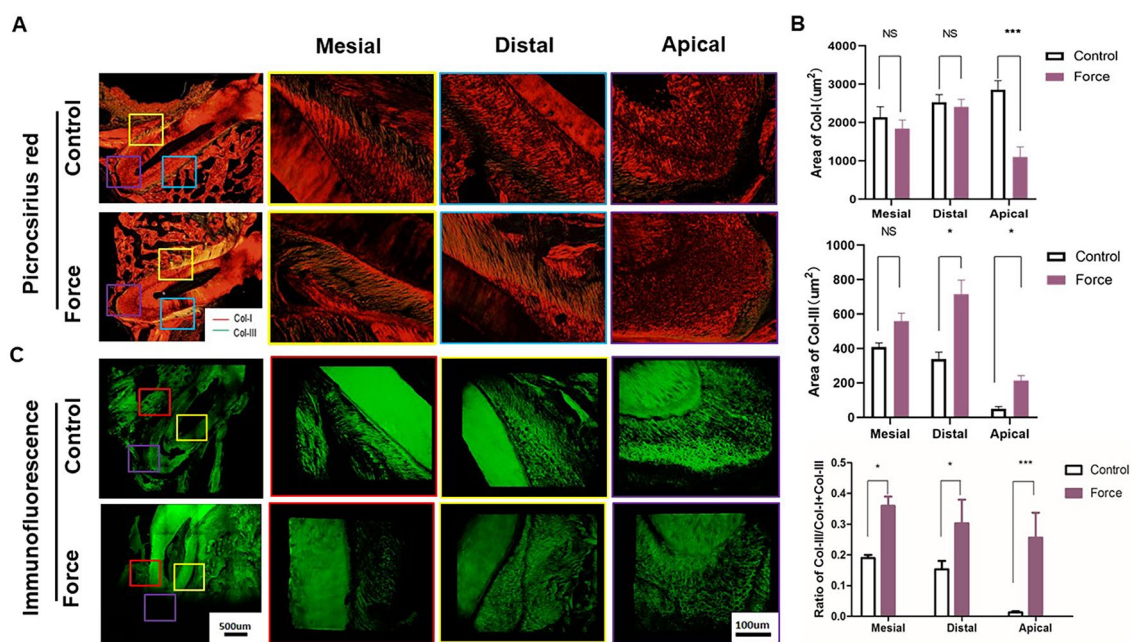 A
Mesial
Distal
Apical
Picrocsirius red
Control
Force
Col-I
Col-III
C
Immunofluorescence
Control
Force
500um
100um
B
NS
NS
***
4000
3000
2000
1000
0
Area of Col-I(um²)
Mesial
Distal
Apical
Control
Force
NS
*
*
1000
800
600
400
200
0
Area of Col-III(um²)
Mesial
Distal
Apical
Control
Force
*
*
***
0.5
0.4
0.3
0.2
0.1
0.0
Ratio of Col-III/Col-I+Col-III
Mesial
Distal
Apical
Control
Force